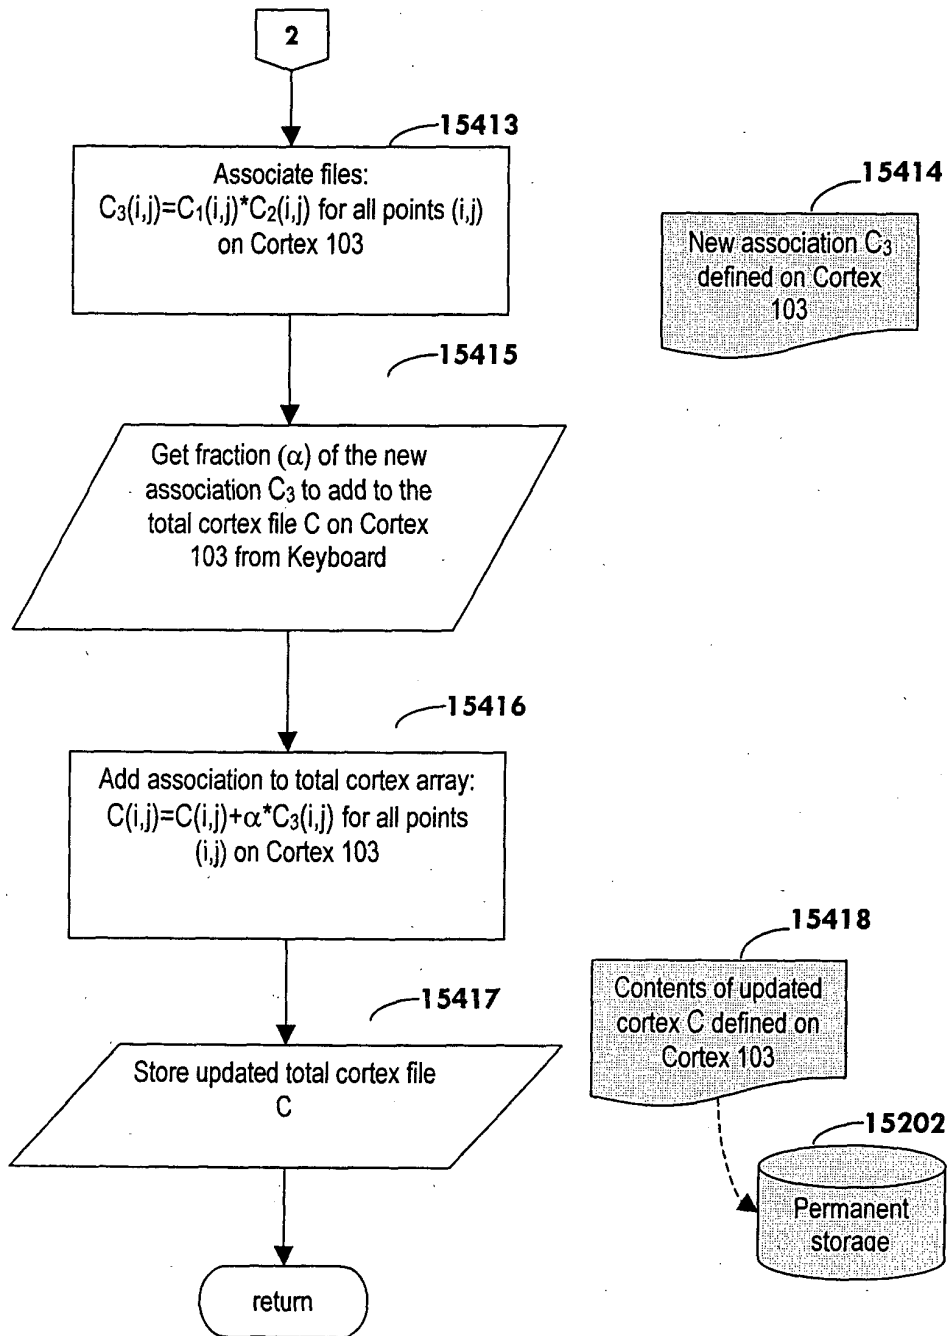 2
15413
Associate files:
C₃(i,j)=C₁(i,j)*C₂(i,j) for all points (i,j)
on Cortex 103
15414
New association C₃
defined on Cortex
103
15415
Get fraction (α) of the new
association C₃ to add to the
total cortex file C on Cortex
103 from Keyboard
15416
Add association to total cortex array:
C(i,j)=C(i,j)+α*C₃(i,j) for all points
(i,j) on Cortex 103
15418
Contents of updated
cortex C defined on
Cortex 103
15417
Store updated total cortex file
C
15202
Permanent
storage
return